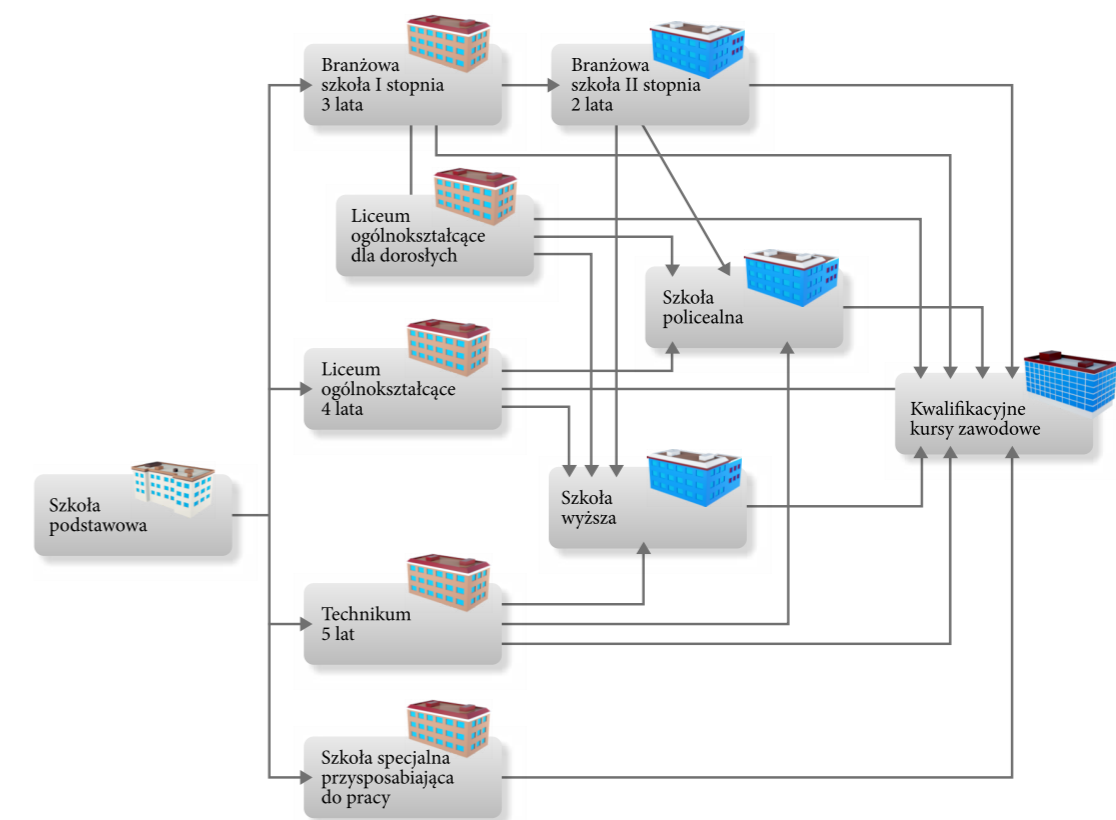 Branżowa
szkoła I stopnia
3 lata
Branżowa
szkoła II stopnia
2 lata
Liceum
ogólnokształcące
dla dorosłych
Szkoła
policealna
Liceum
ogólnokształcące
4 lata
Kwalifikacyjne
kursy zawodowe
Szkoła
podstawowa
Szkoła
wyższa
Technikum
5 lat
Szkoła specjalna
przysposabiająca
do pracy